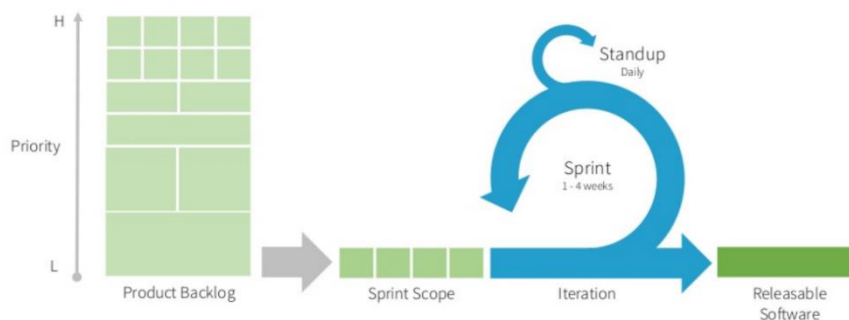 H
Priority
L
Product Backlog
Sprint Scope
Standup
Daily
Sprint
1 - 4 weeks
Iteration
Releasable
Software